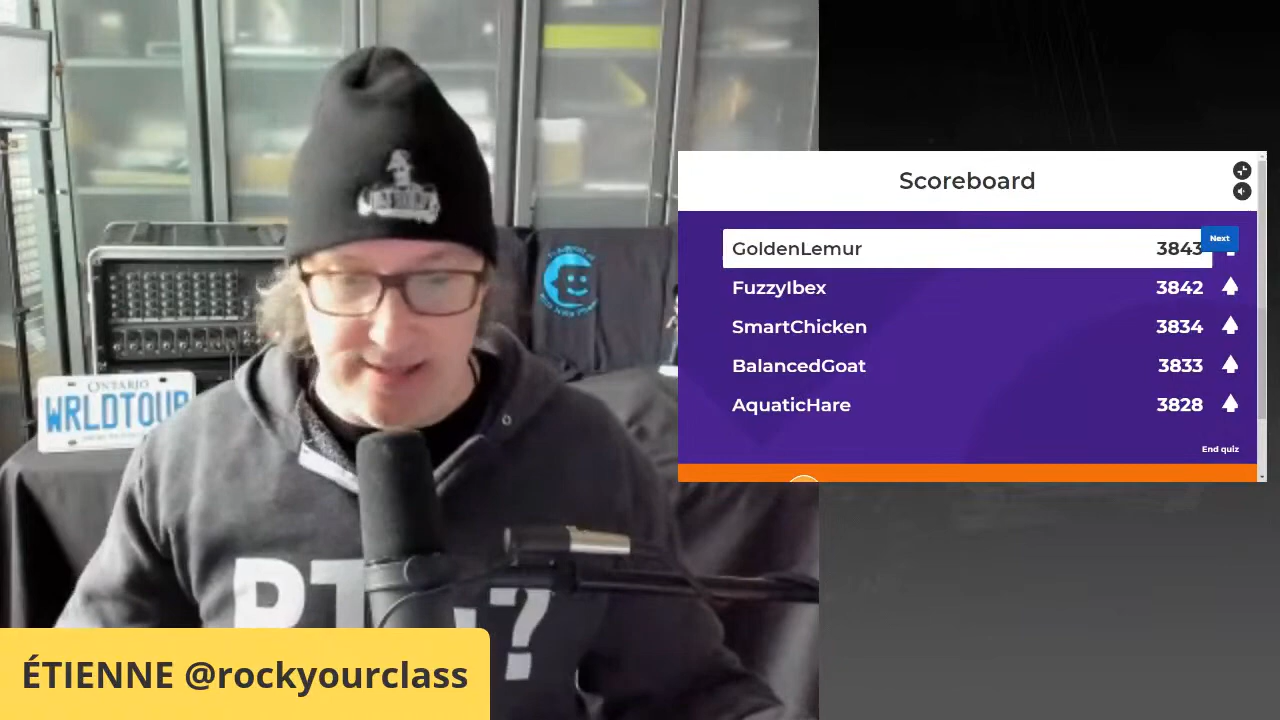 Scoreboard
GoldenLemur 3843
Next
FuzzyIbex 3842
SmartChicken 3834
BalancedGoat 3833
AquaticHare 3828
End quiz
ONTARIO
WRLDTOUR
?
ÉTIENNE @rockyourclass